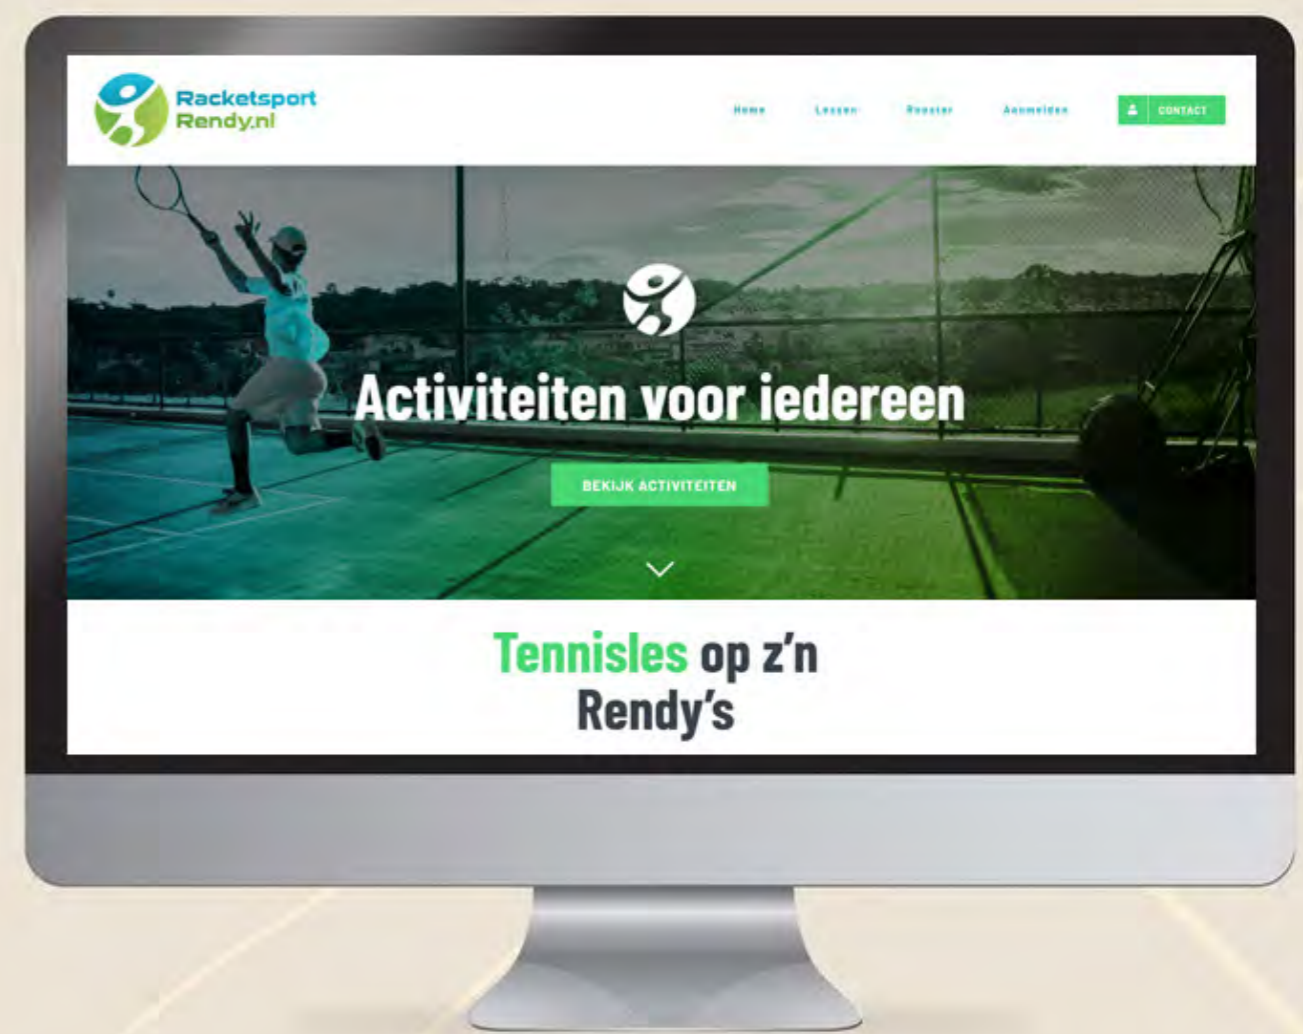 Racketsport
Rendy.nl
Home Lessen Rooster Aanmelden CONTACT
Activiteiten voor iedereen
BEKIJK ACTIVITEITEN
Tennisles op z’n
Rendy’s